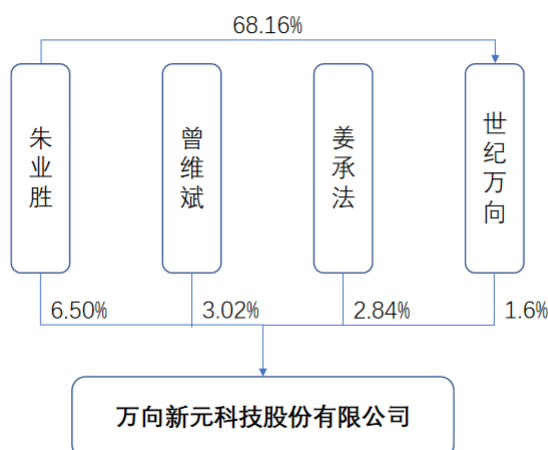 68.16%
朱业胜
曾维斌
姜承法
世纪万向
6.50%
3.02%
2.84%
1.6%
万向新元科技股份有限公司